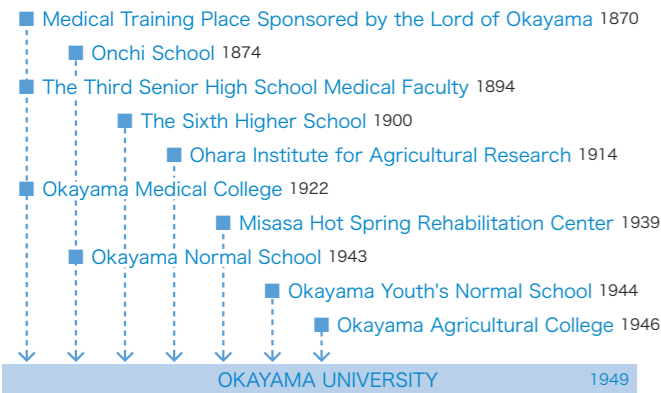 Medical Training Place Sponsored by the Lord of Okayama 1870
Onchi School 1874
The Third Senior High School Medical Faculty 1894
The Sixth Higher School 1900
Ohara Institute for Agricultural Research 1914
Okayama Medical College 1922
Misasa Hot Spring Rehabilitation Center 1939
Okayama Normal School 1943
Okayama Youth's Normal School 1944
Okayama Agricultural College 1946
OKAYAMA UNIVERSITY 1949